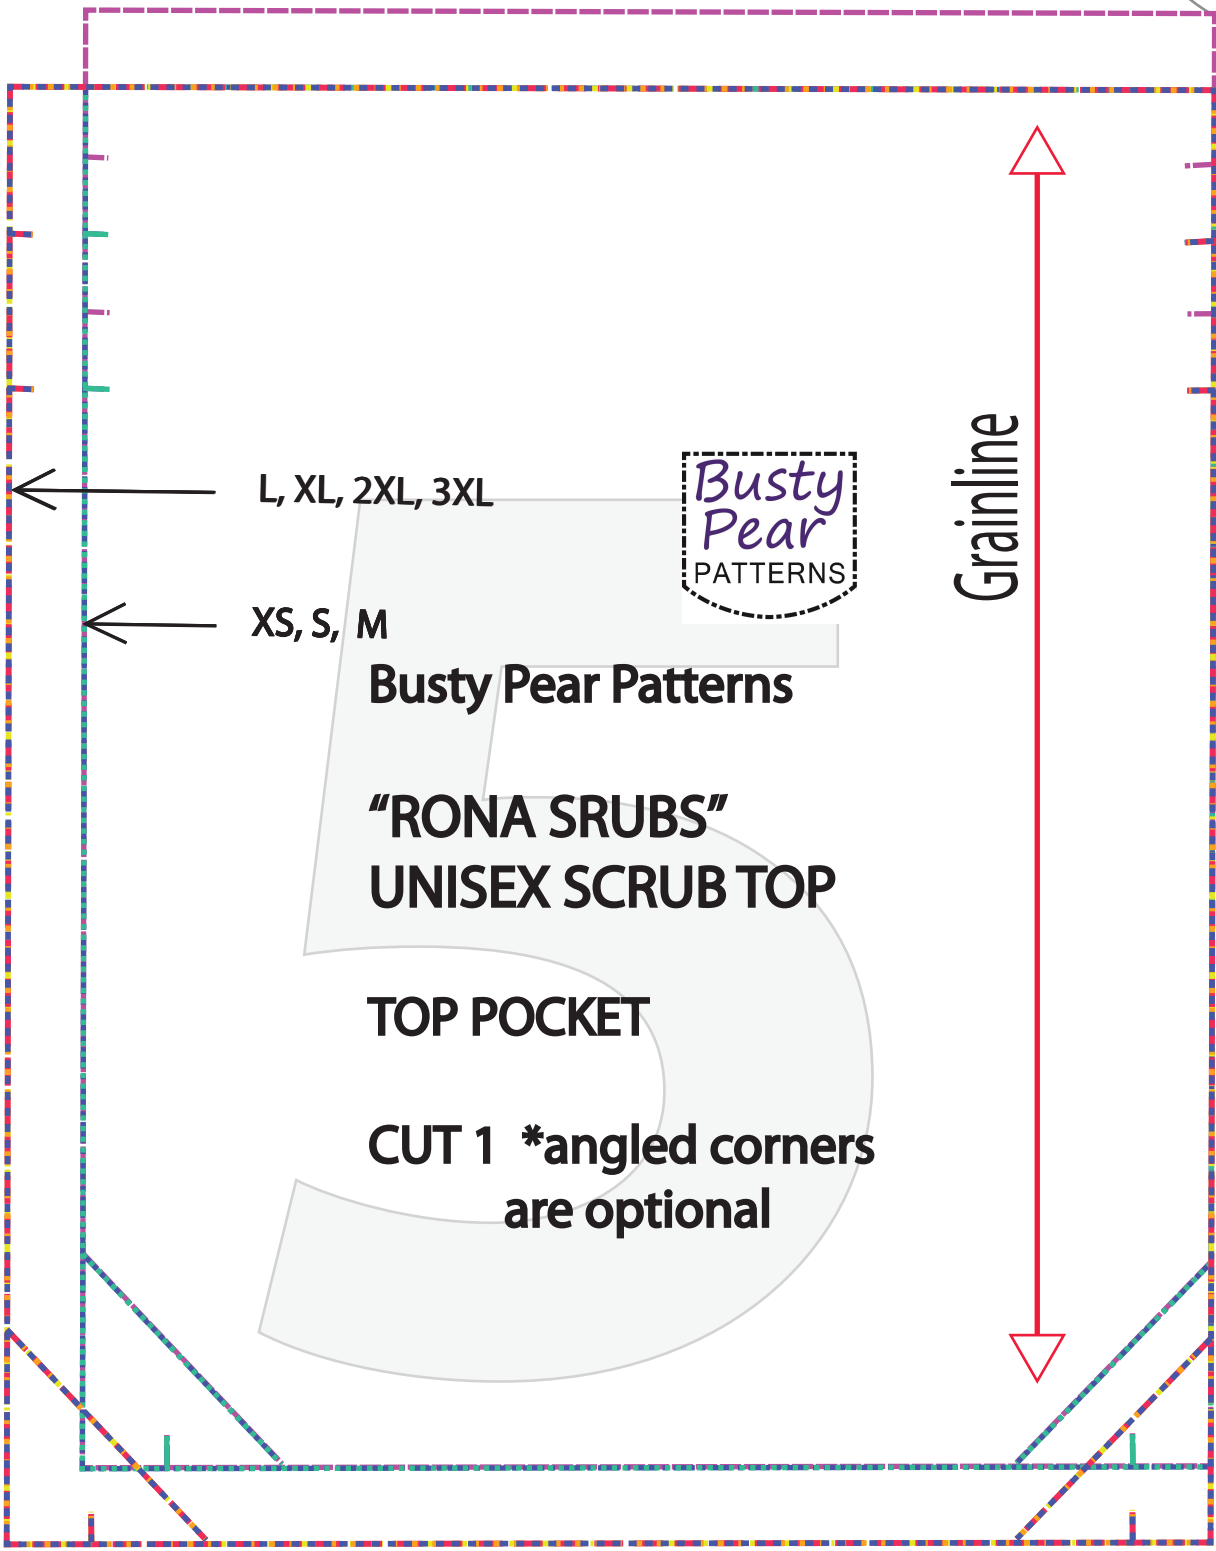 L, XL, 2XL, 3XL
Busty
Pear
PATTERNS
Grainline
XS, S, M
5
Busty Pear Patterns
“RONA SRUBS”
UNISEX SCRUB TOP
TOP POCKET
CUT 1 *angled corners
are optional